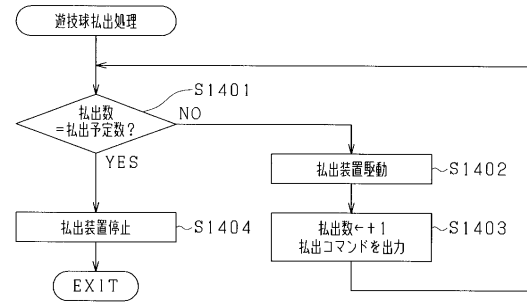 遊技球払出処理
S1401
払出数
=払出予定数?
NO
YES
払出装置駆動
S1402
払出装置停止
S1404
払出数←+1
払出コマンドを出力
S1403
EXIT